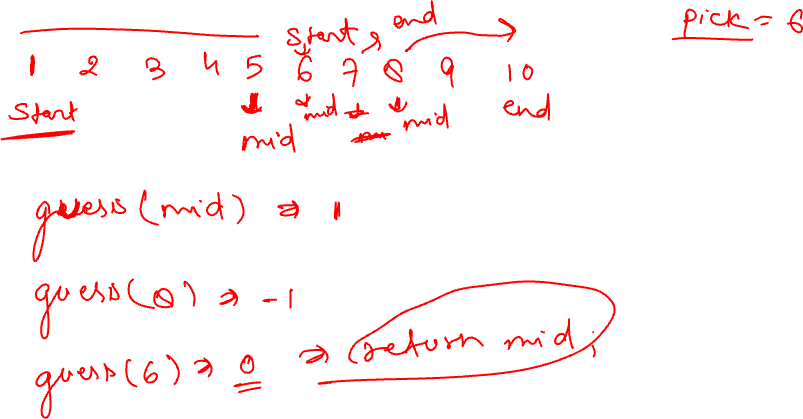 pick = 6
start end
1 2 3 4 5 6 7 8 9 10
start mid mid mid end
guess(mid) ⇒ 1
guess(8) ⇒ -1
guess(6) ⇒ 0 ⇒ (return mid;